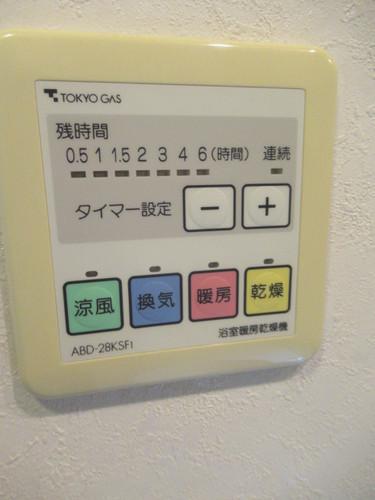 TOKYO GAS
残時間
0.5 1 1.5 2 3 4 6 (時間) 連続
タイマー設定 − +
涼風 換気 暖房 乾燥
ABD-28KSF1 浴室暖房乾燥機